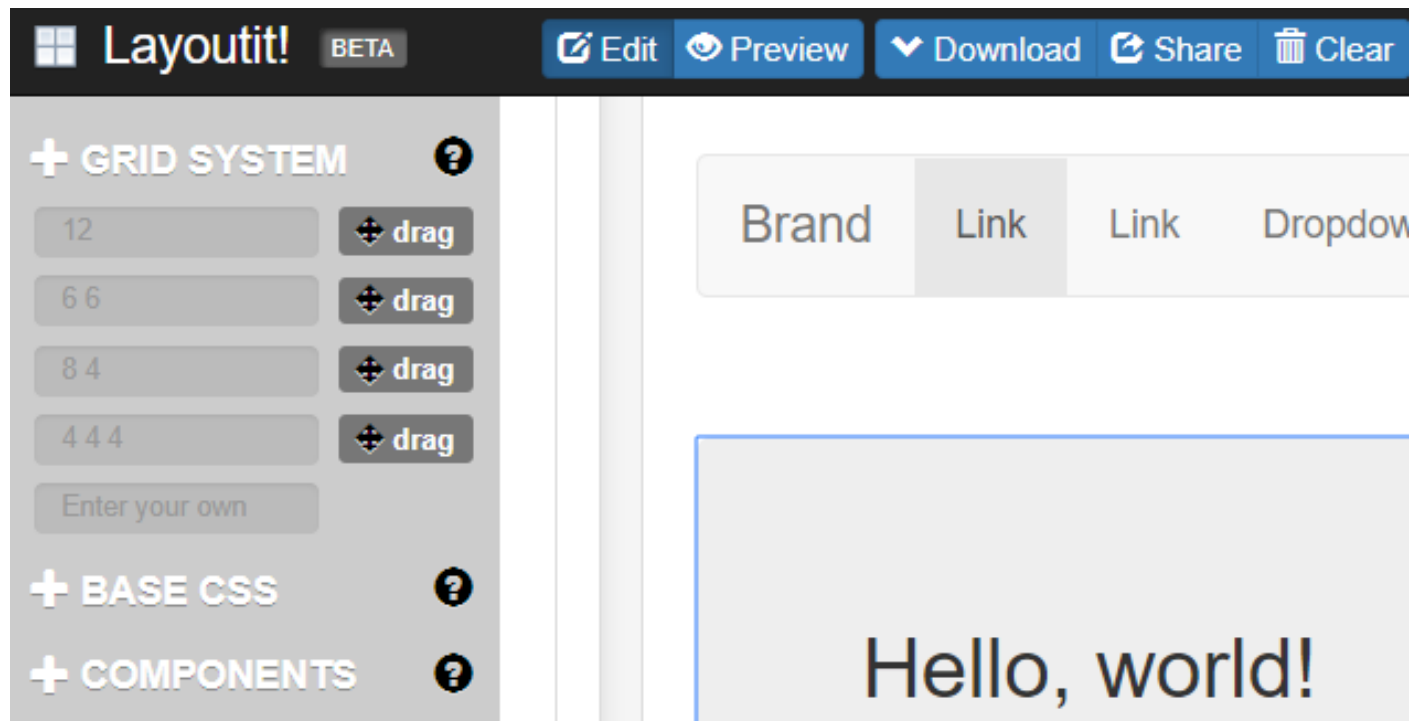 Layoutit! BETA Edit Preview Download Share Clear
GRID SYSTEM
12 drag
6 6 drag
8 4 drag
4 4 4 drag
Enter your own
BASE CSS
COMPONENTS
Brand Link Link Dropdow
Hello, world!